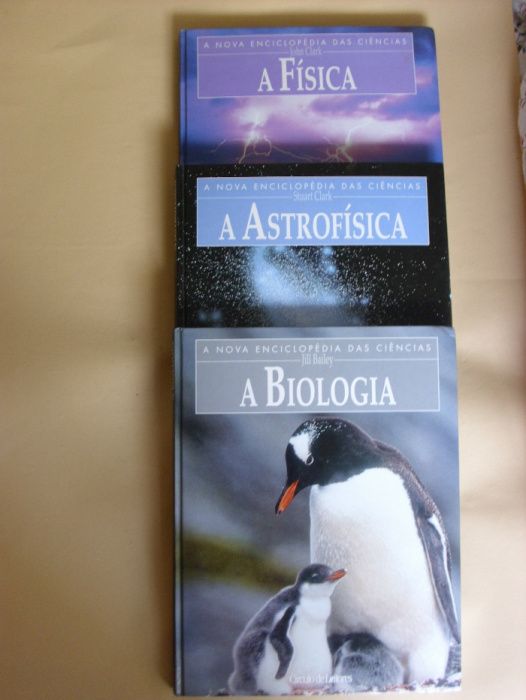 A NOVA ENCICLOPÉDIA DAS CIÊNCIAS
John Clark
A FÍSICA
A NOVA ENCICLOPÉDIA DAS CIÊNCIAS
Stuart Clark
A ASTROFÍSICA
A NOVA ENCICLOPÉDIA DAS CIÊNCIAS
Jill Bailey
A BIOLOGIA
Círculo de Leitores